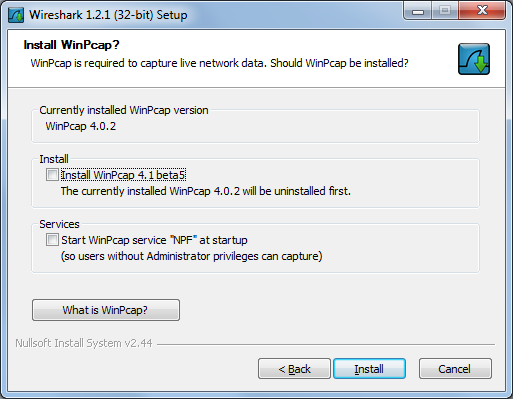 Wireshark 1.2.1 (32-bit) Setup
Install WinPcap?
WinPcap is required to capture live network data. Should WinPcap be installed?
Currently installed WinPcap version
WinPcap 4.0.2
Install
Install WinPcap 4.1 beta5
The currently installed WinPcap 4.0.2 will be uninstalled first.
Services
Start WinPcap service "NPF" at startup
(so users without Administrator privileges can capture)
What is WinPcap?
Nullsoft Install System v2.44
< Back
Install
Cancel